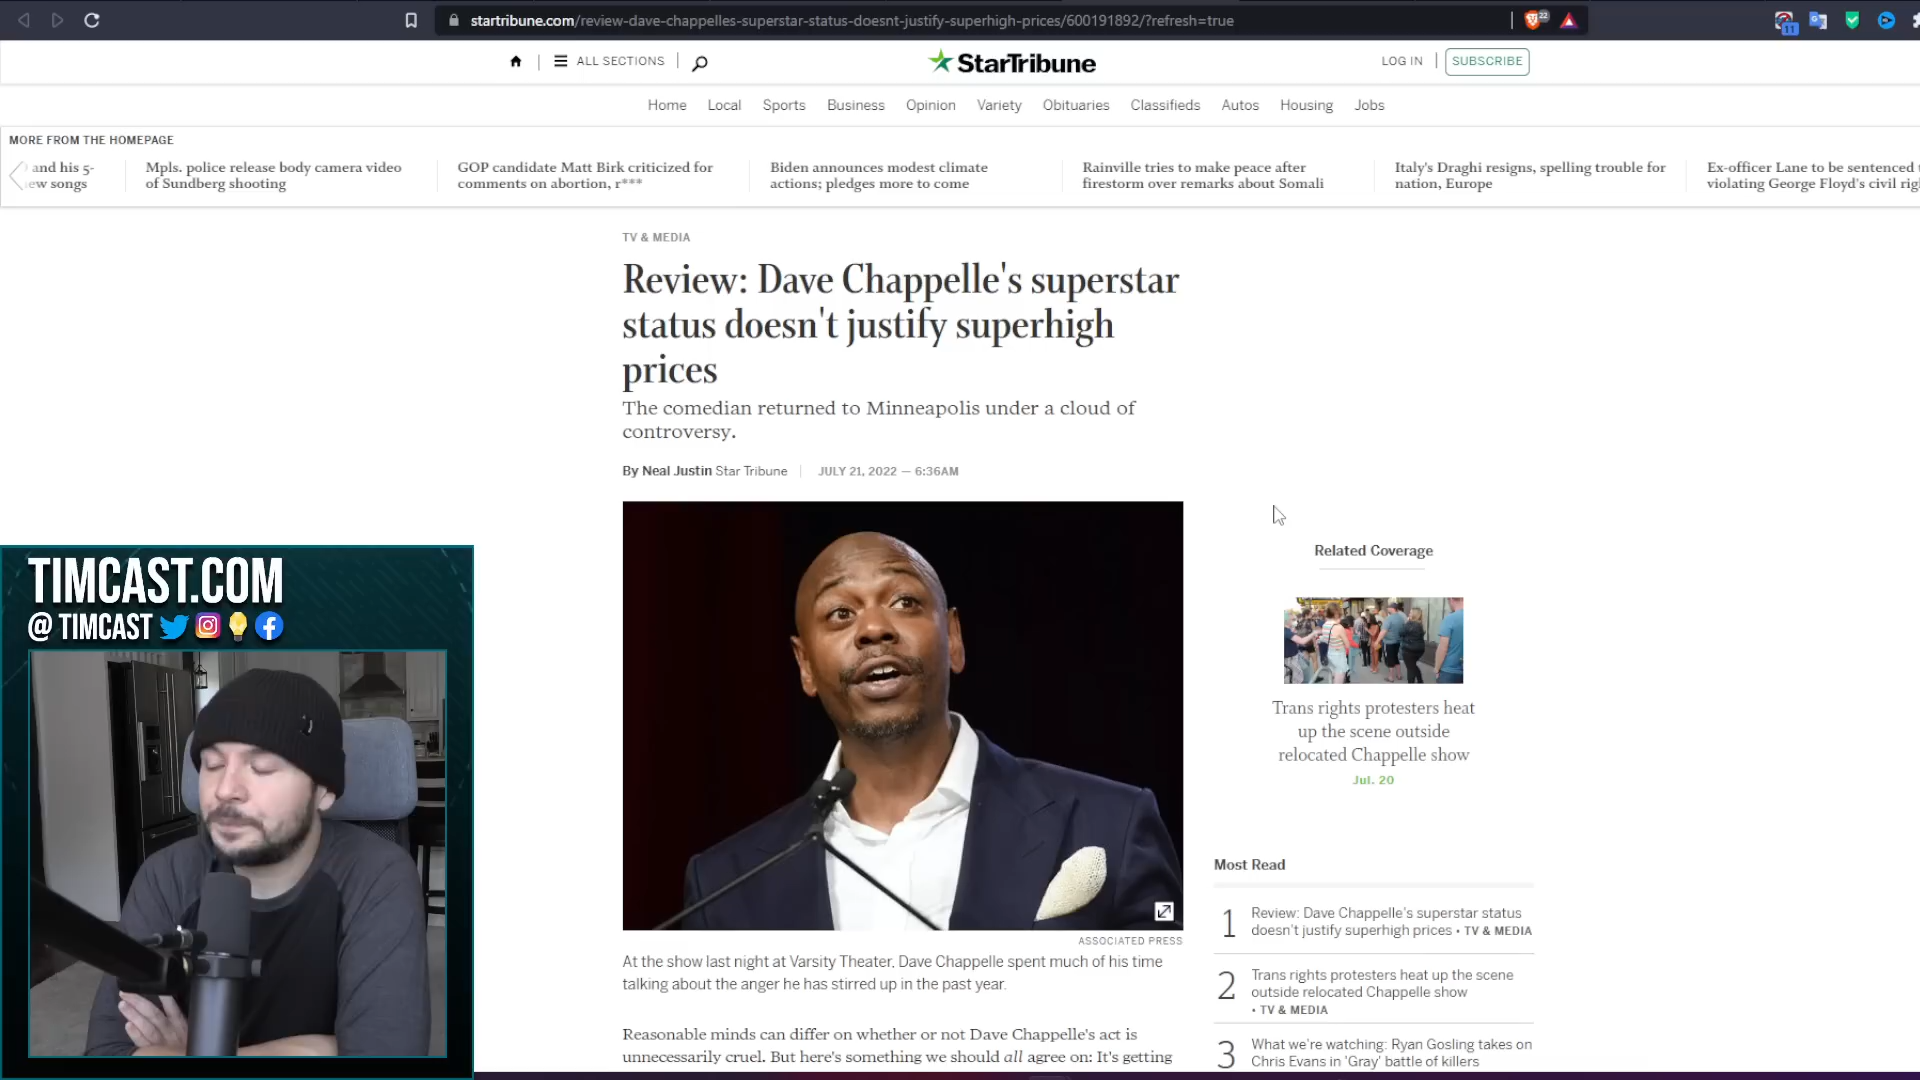 startribune.com/review-dave-chappelles-superstar-status-doesnt-justify-superhigh-prices/600191892/?refresh=true
22
11
ALL SECTIONS
StarTribune
LOG IN
SUBSCRIBE
Home Local Sports Business Opinion Variety Obituaries Classifieds Autos Housing Jobs
MORE FROM THE HOMEPAGE
and his 5-
ew songs
Mpls. police release body camera video
of Sundberg shooting
GOP candidate Matt Birk criticized for
comments on abortion, r***
Biden announces modest climate
actions; pledges more to come
Rainville tries to make peace after
firestorm over remarks about Somali
Italy's Draghi resigns, spelling trouble for
nation, Europe
Ex-officer Lane to be sentenced
violating George Floyd's civil
TV & MEDIA
Review: Dave Chappelle's superstar
status doesn't justify superhigh
prices
The comedian returned to Minneapolis under a cloud of
controversy.
By Neal Justin Star Tribune
JULY 21, 2022 — 6:36AM
ASSOCIATED PRESS
At the show last night at Varsity Theater, Dave Chappelle spent much of his time
talking about the anger he has stirred up in the past year.
Reasonable minds can differ on whether or not Dave Chappelle's act is
unnecessarily cruel. But here's something we should all agree on: It's getting
Related Coverage
Trans rights protesters heat
up the scene outside
relocated Chappelle show
Jul. 20
Most Read
1 Review: Dave Chappelle's superstar status
doesn't justify superhigh prices • TV & MEDIA
2 Trans rights protesters heat up the scene
outside relocated Chappelle show
• TV & MEDIA
3 What we're watching: Ryan Gosling takes on
Chris Evans in 'Gray' battle of killers
TIMCAST.COM
@ TIMCAST